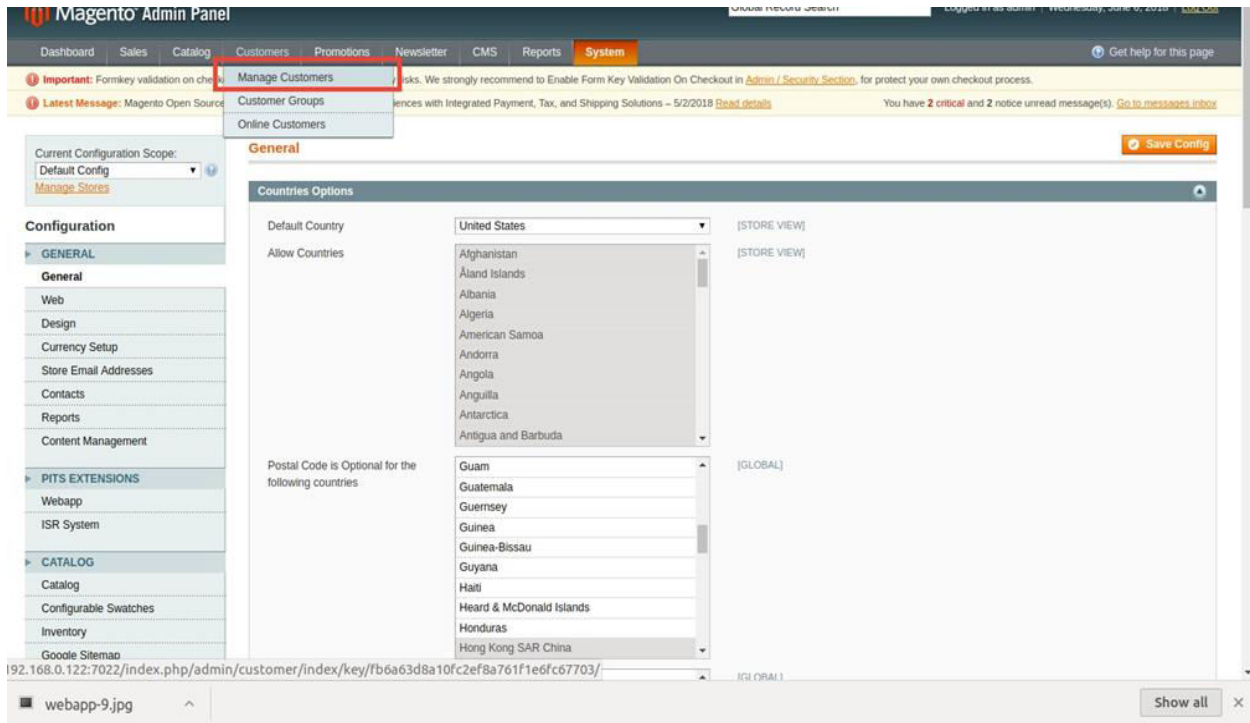 Magento Admin Panel
Global Record Search Logged in as admin | Wednesday, June 6, 2018 | Log Out
Dashboard Sales Catalog Customers Promotions Newsletter CMS Reports System Get help for this page
Important: Formkey validation on isks. We strongly recommend to Enable Form Key Validation On Checkout in Admin / Security Section, for protect your own checkout process.
Manage Customers
Latest Message: Magento Open Source iences with Integrated Payment, Tax, and Shipping Solutions – 5/2/2018 Read details You have 2 critical and 2 notice unread message(s). Go to messages inbox
Customer Groups
Online Customers
Current Configuration Scope:
Default Config
Manage Stores
General Save Config
Configuration
GENERAL
General
Web
Design
Currency Setup
Store Email Addresses
Contacts
Reports
Content Management
PITS EXTENSIONS
Webapp
ISR System
CATALOG
Catalog
Configurable Swatches
Inventory
Google Sitemap
Countries Options
Default Country United States [STORE VIEW]
Allow Countries Afghanistan [STORE VIEW]
Åland Islands
Albania
Algeria
American Samoa
Andorra
Angola
Anguilla
Antarctica
Antigua and Barbuda
Postal Code is Optional for the Guam [GLOBAL]
following countries Guatemala
Guernsey
Guinea
Guinea-Bissau
Guyana
Haiti
Heard & McDonald Islands
Honduras
Hong Kong SAR China
[GLOBAL]
192.168.0.122:7022/index.php/admin/customer/index/key/fb6a63d8a10fc2ef8a761f1e6fc67703/
webapp-9.jpg Show all